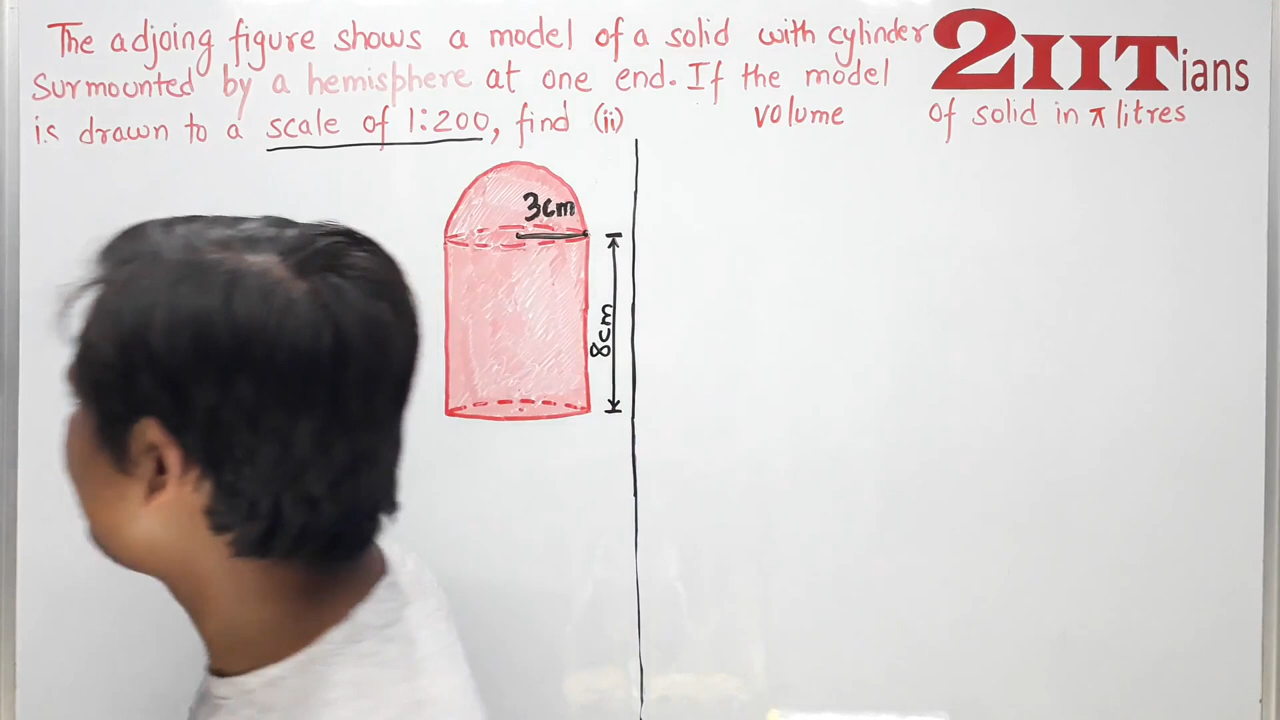 The adjoing figure shows a model of a solid with cylinder
2IITians
surmounted by a hemisphere at one end. If the model
is drawn to a scale of 1:200, find (ii) volume of solid in π litres
3cm
8cm